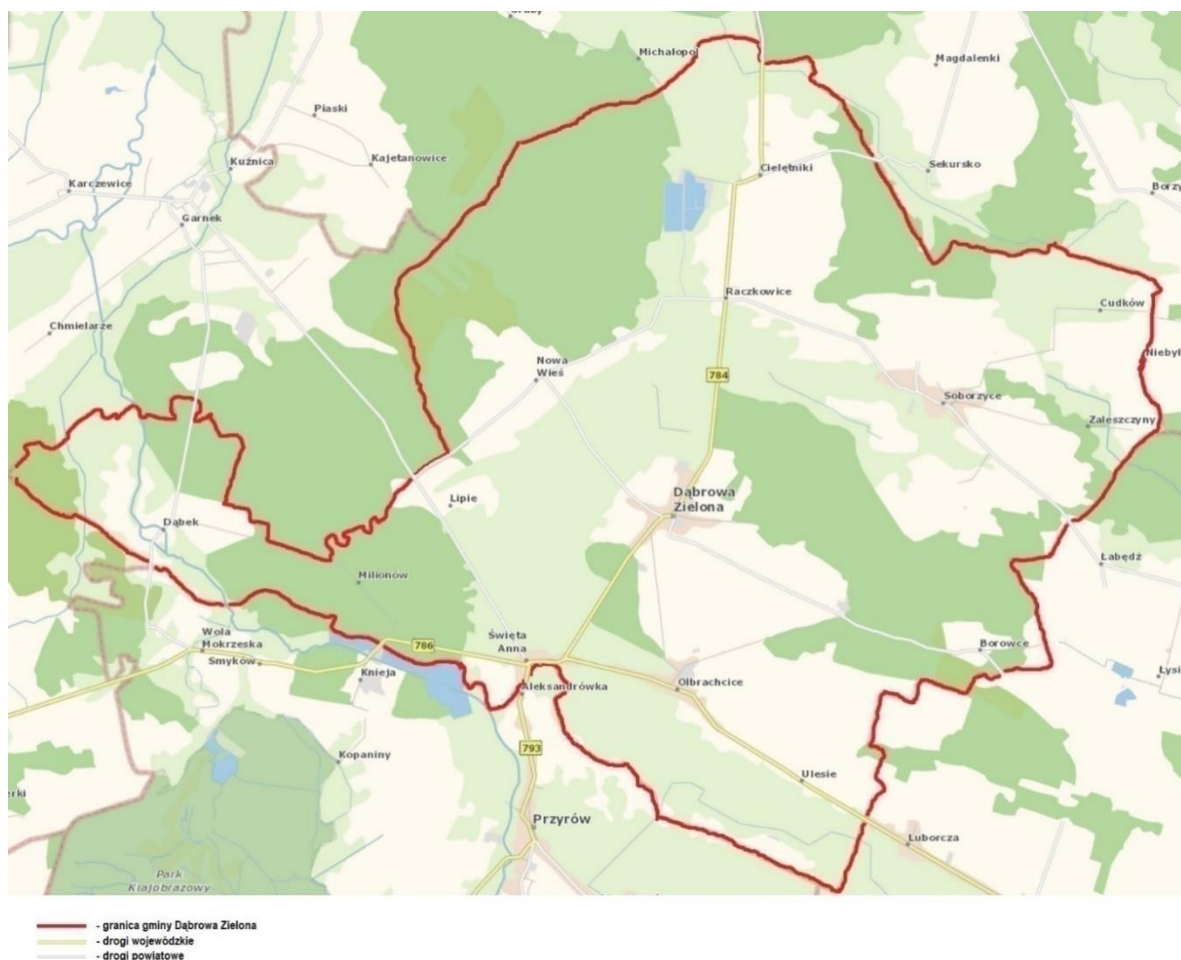 Michałopol
Magdalenki
Piaski
Kuźnica
Kajetanowice
Cielętniki
Sekursko
Karczewice
Garnek
Raczkowice
Cudków
Chmielarze
Nowa
Wieś
784
Soborzyce
Zaleszczyny
Lipie
Dąbrowa
Zielona
Dąbek
Łabędź
Milionów
Wola
Mokrzeska
786
Święta
Anna
Borowce
Smyków
Knieja
Aleksandrówka
Olbrachcice
793
Kopaniny
Ulesie
Przyrów
Luborcza
Park
Krajobrazowy
- granica gminy Dąbrowa Zielona
- drogi wojewódzkie
- drogi powiatowe